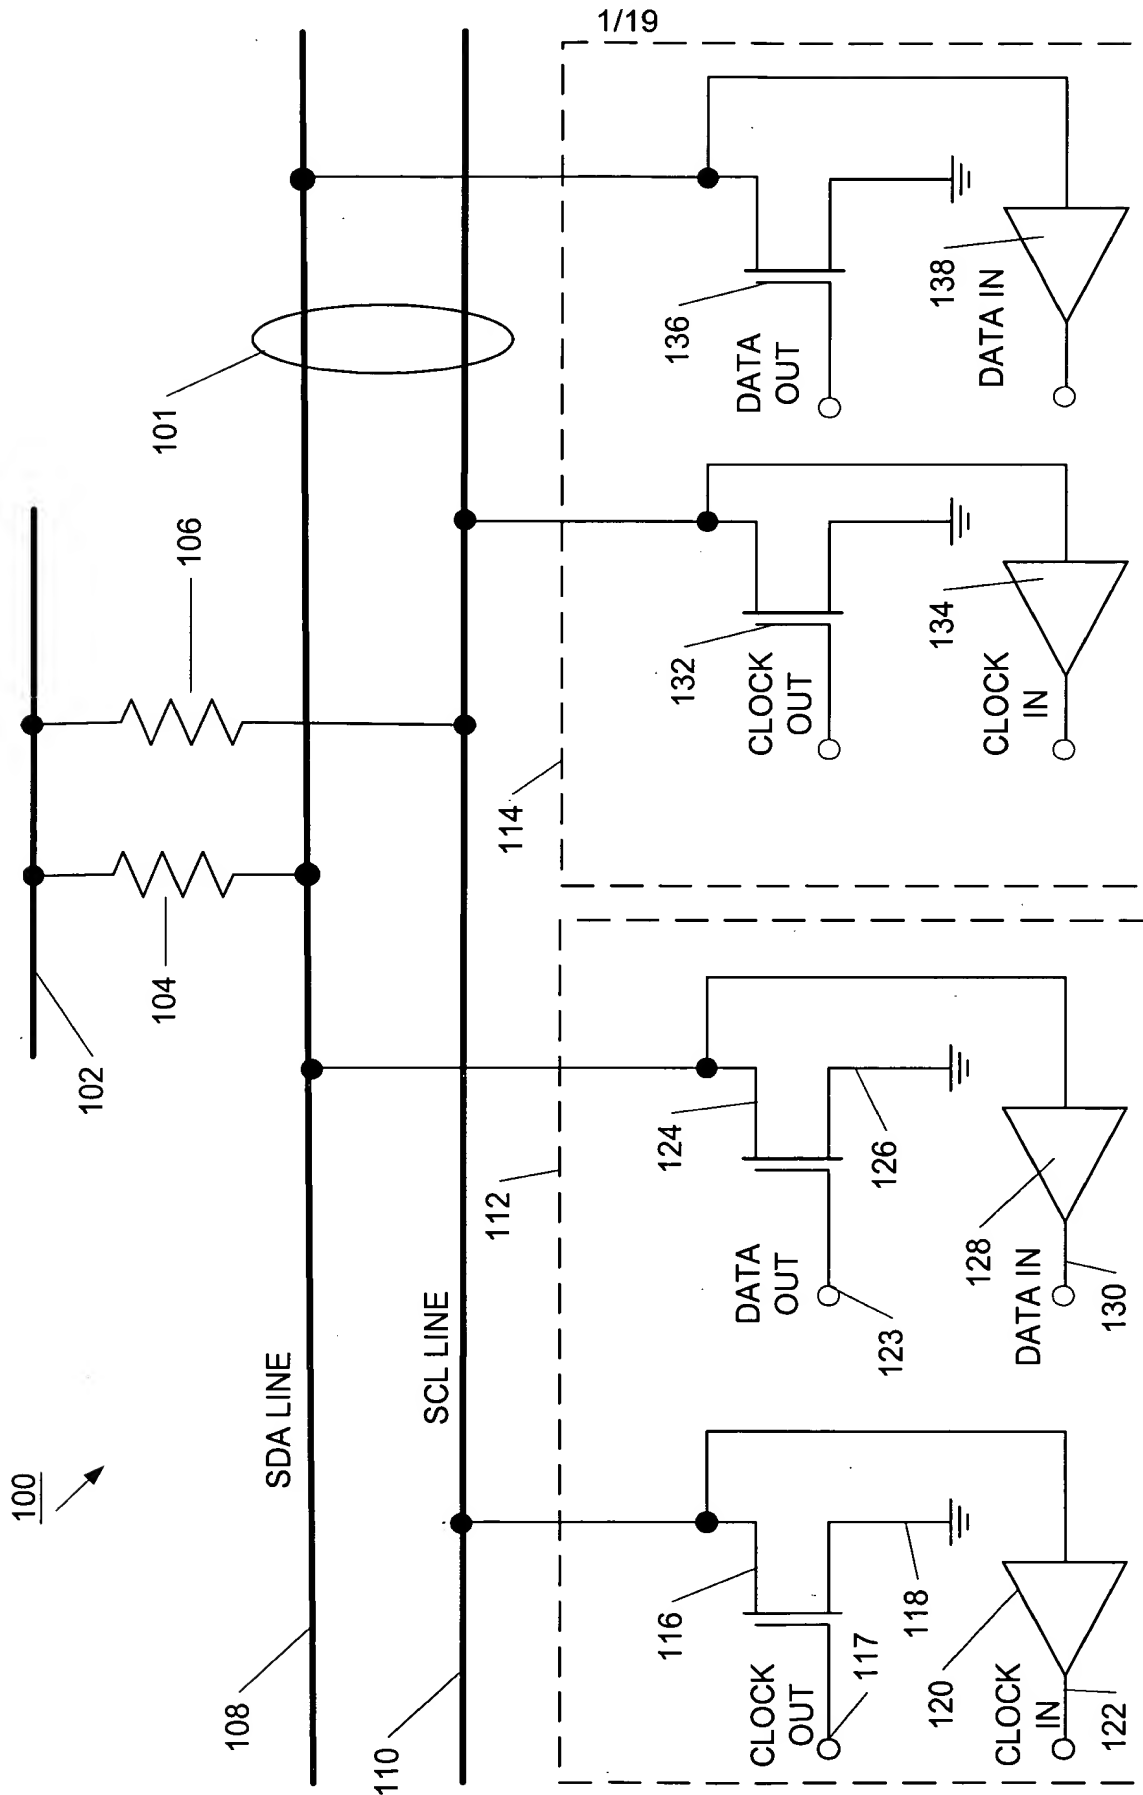 1/19
100
102
104
106
101
SDA LINE
108
SCL LINE
110
112
114
116
CLOCK
OUT
117
118
120
CLOCK
IN
122
124
DATA
OUT
123
126
128
DATA IN
130
132
CLOCK
OUT
134
CLOCK
IN
136
DATA
OUT
138
DATA IN